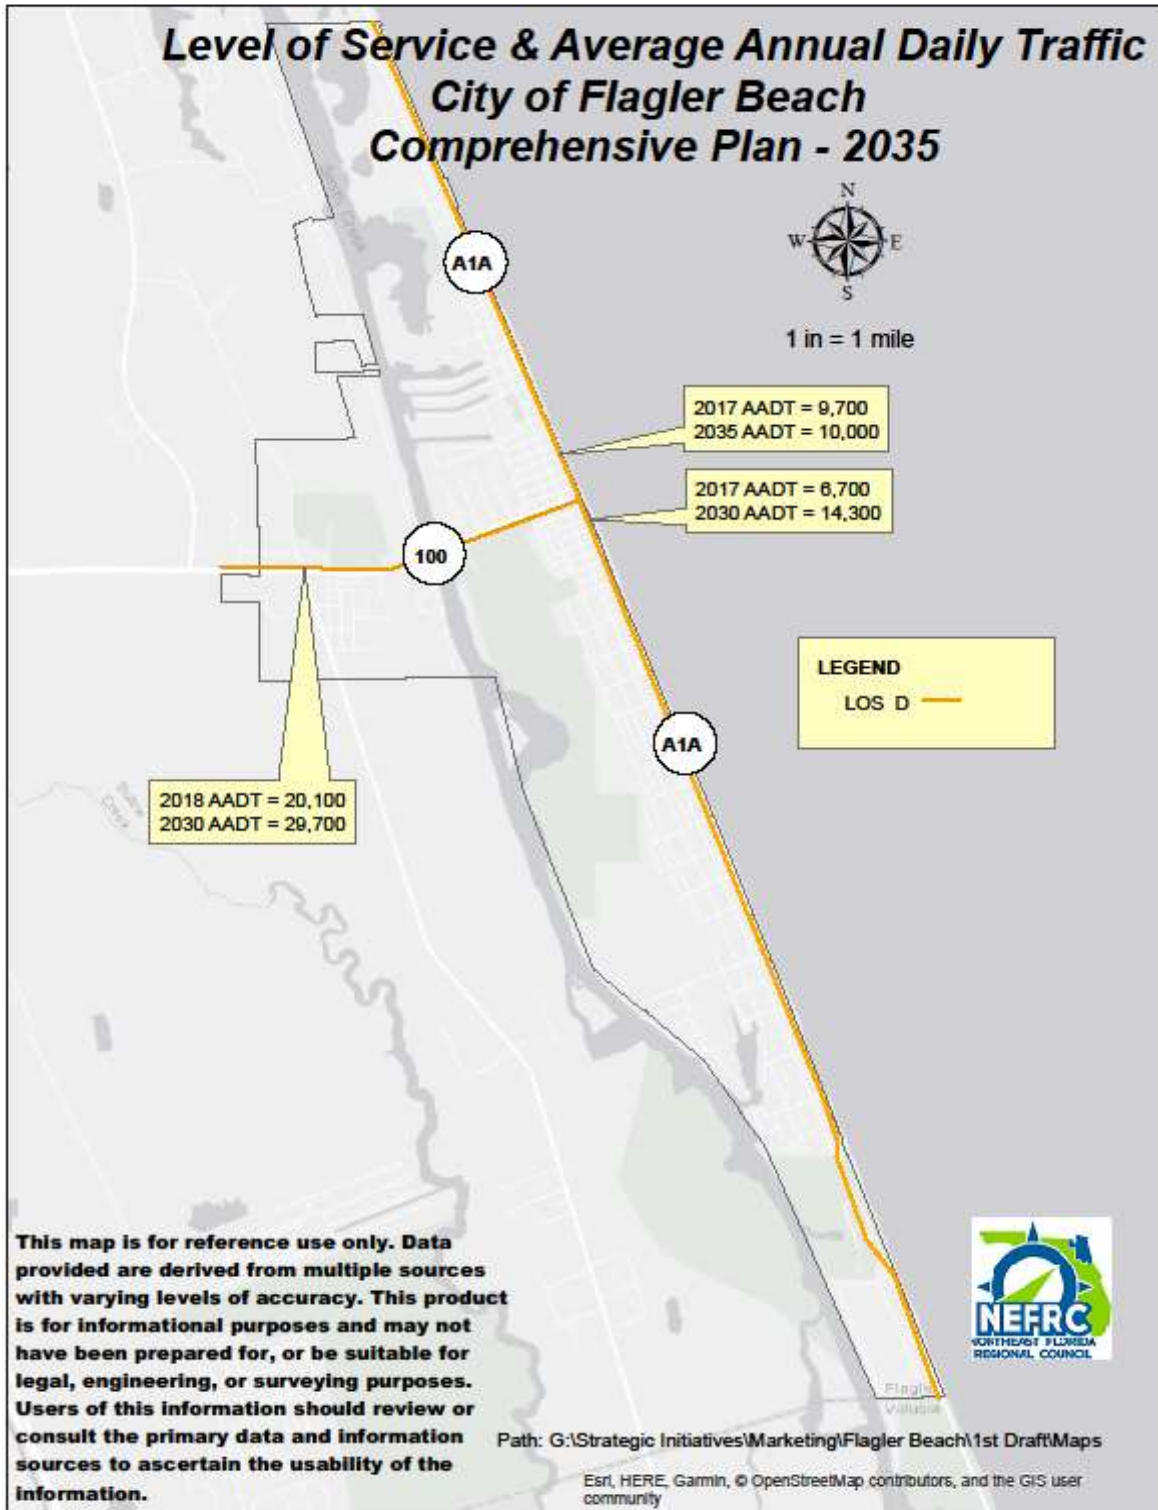 Level of Service & Average Annual Daily Traffic
City of Flagler Beach
Comprehensive Plan - 2035
N
W E
S
1 in = 1 mile
A1A
2017 AADT = 9,700
2035 AADT = 10,000
2017 AADT = 6,700
2030 AADT = 14,300
100
LEGEND
LOS D
A1A
2018 AADT = 20,100
2030 AADT = 29,700
Creek
This map is for reference use only. Data
provided are derived from multiple sources
with varying levels of accuracy. This product
is for informational purposes and may not
have been prepared for, or be suitable for
legal, engineering, or surveying purposes.
Users of this information should review or
consult the primary data and information
sources to ascertain the usability of the
information.
NEFRC
NORTHEAST FLORIDA
REGIONAL COUNCIL
Volusia
Path: G:\Strategic Initiatives\Marketing\Flagler Beach\1st Draft\Maps
Esri, HERE, Garmin, © OpenStreetMap contributors, and the GIS user
community